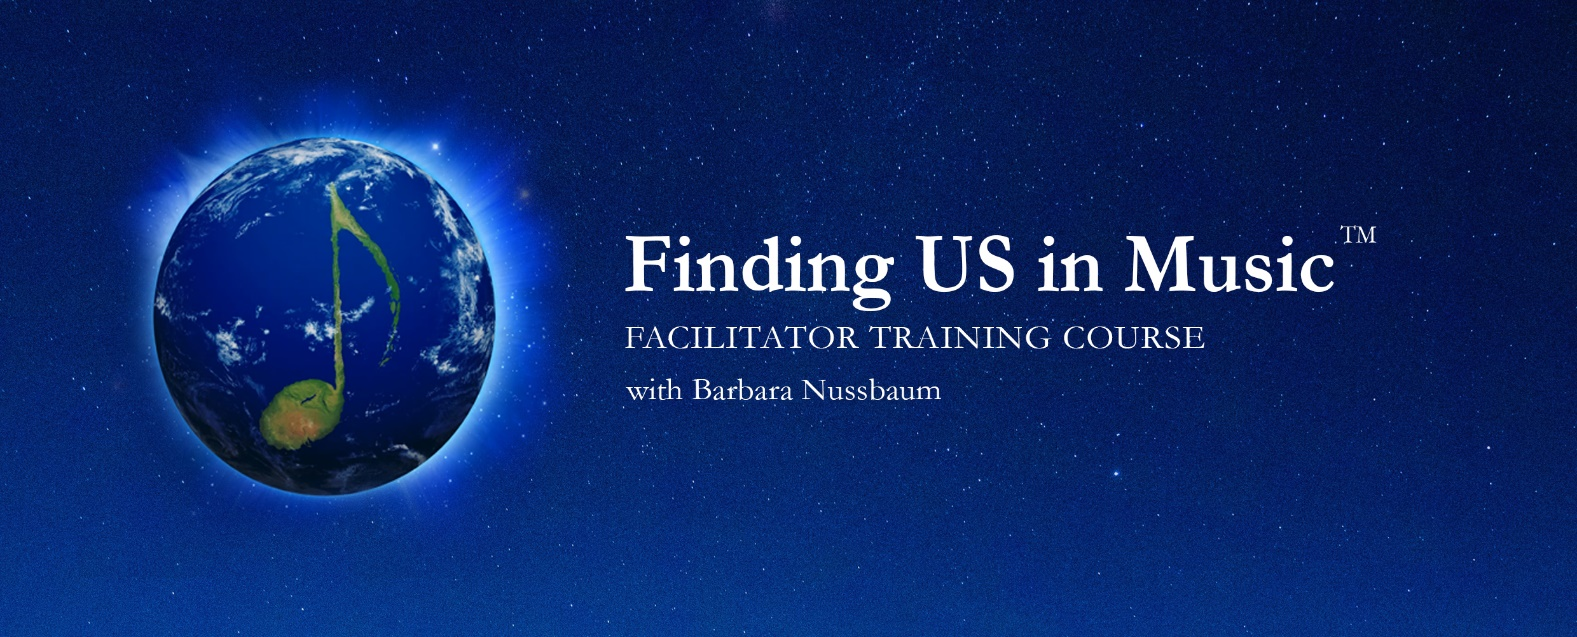 Finding US in Music™
FACILITATOR TRAINING COURSE
with Barbara Nussbaum